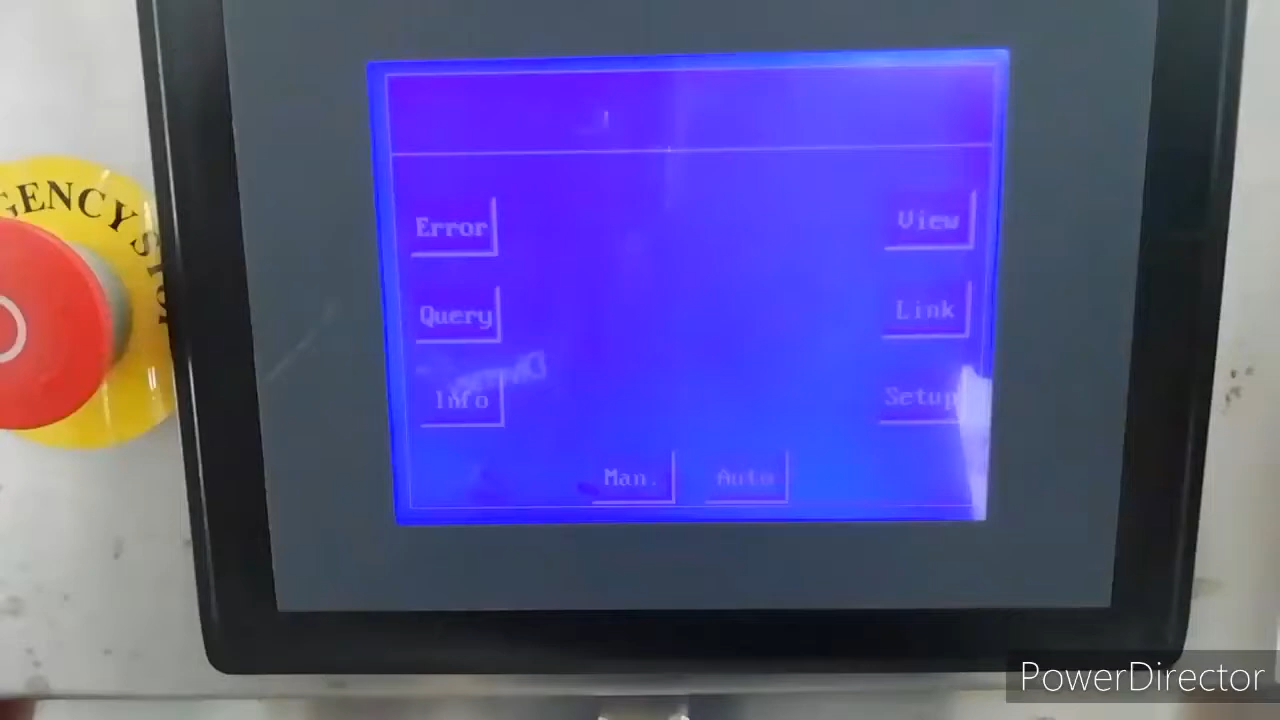 GENCY STOP
Error
View
Query
Link
Info
Setup
Man.
Auto
PowerDirector